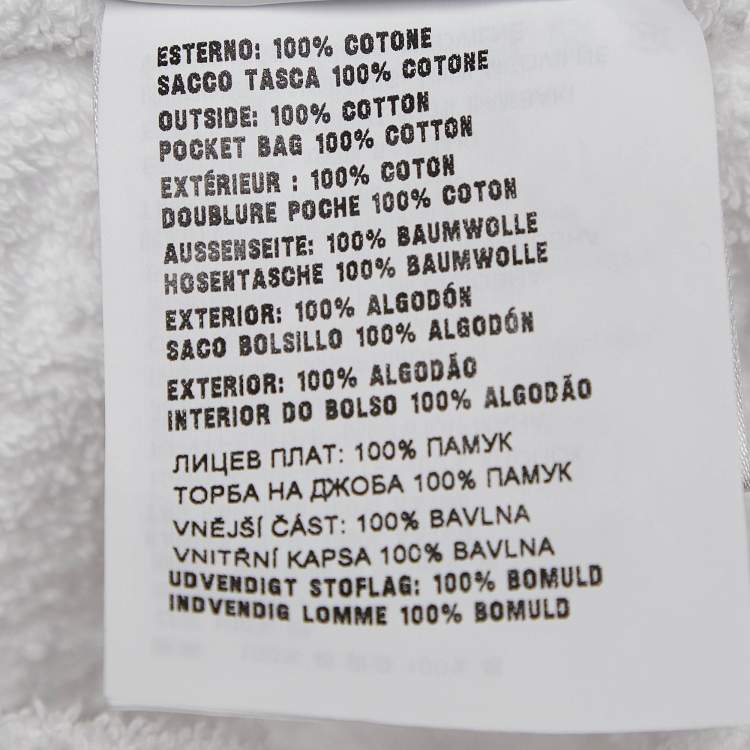 ESTERNO: 100% COTONE
SACCO TASCA 100% COTONE
OUTSIDE: 100% COTTON
POCKET BAG 100% COTTON
EXTÉRIEUR : 100% COTON
DOUBLURE POCHE 100% COTON
AUSSENSEITE: 100% BAUMWOLLE
HOSENTASCHE 100% BAUMWOLLE
EXTERIOR: 100% ALGODÓN
SACO BOLSILLO 100% ALGODÓN
EXTERIOR: 100% ALGODÃO
INTERIOR DO BOLSO 100% ALGODÃO
ЛИЦЕВ ПЛАТ: 100% ПАМУК
ТОРБА НА ДЖОБА 100% ПАМУК
VNĚJŠÍ ČÁST: 100% BAVLNA
VNITŘNÍ KAPSA 100% BAVLNA
UDVENDIGT STOFLAG: 100% BOMULD
INDVENDIG LOMME 100% BOMULD